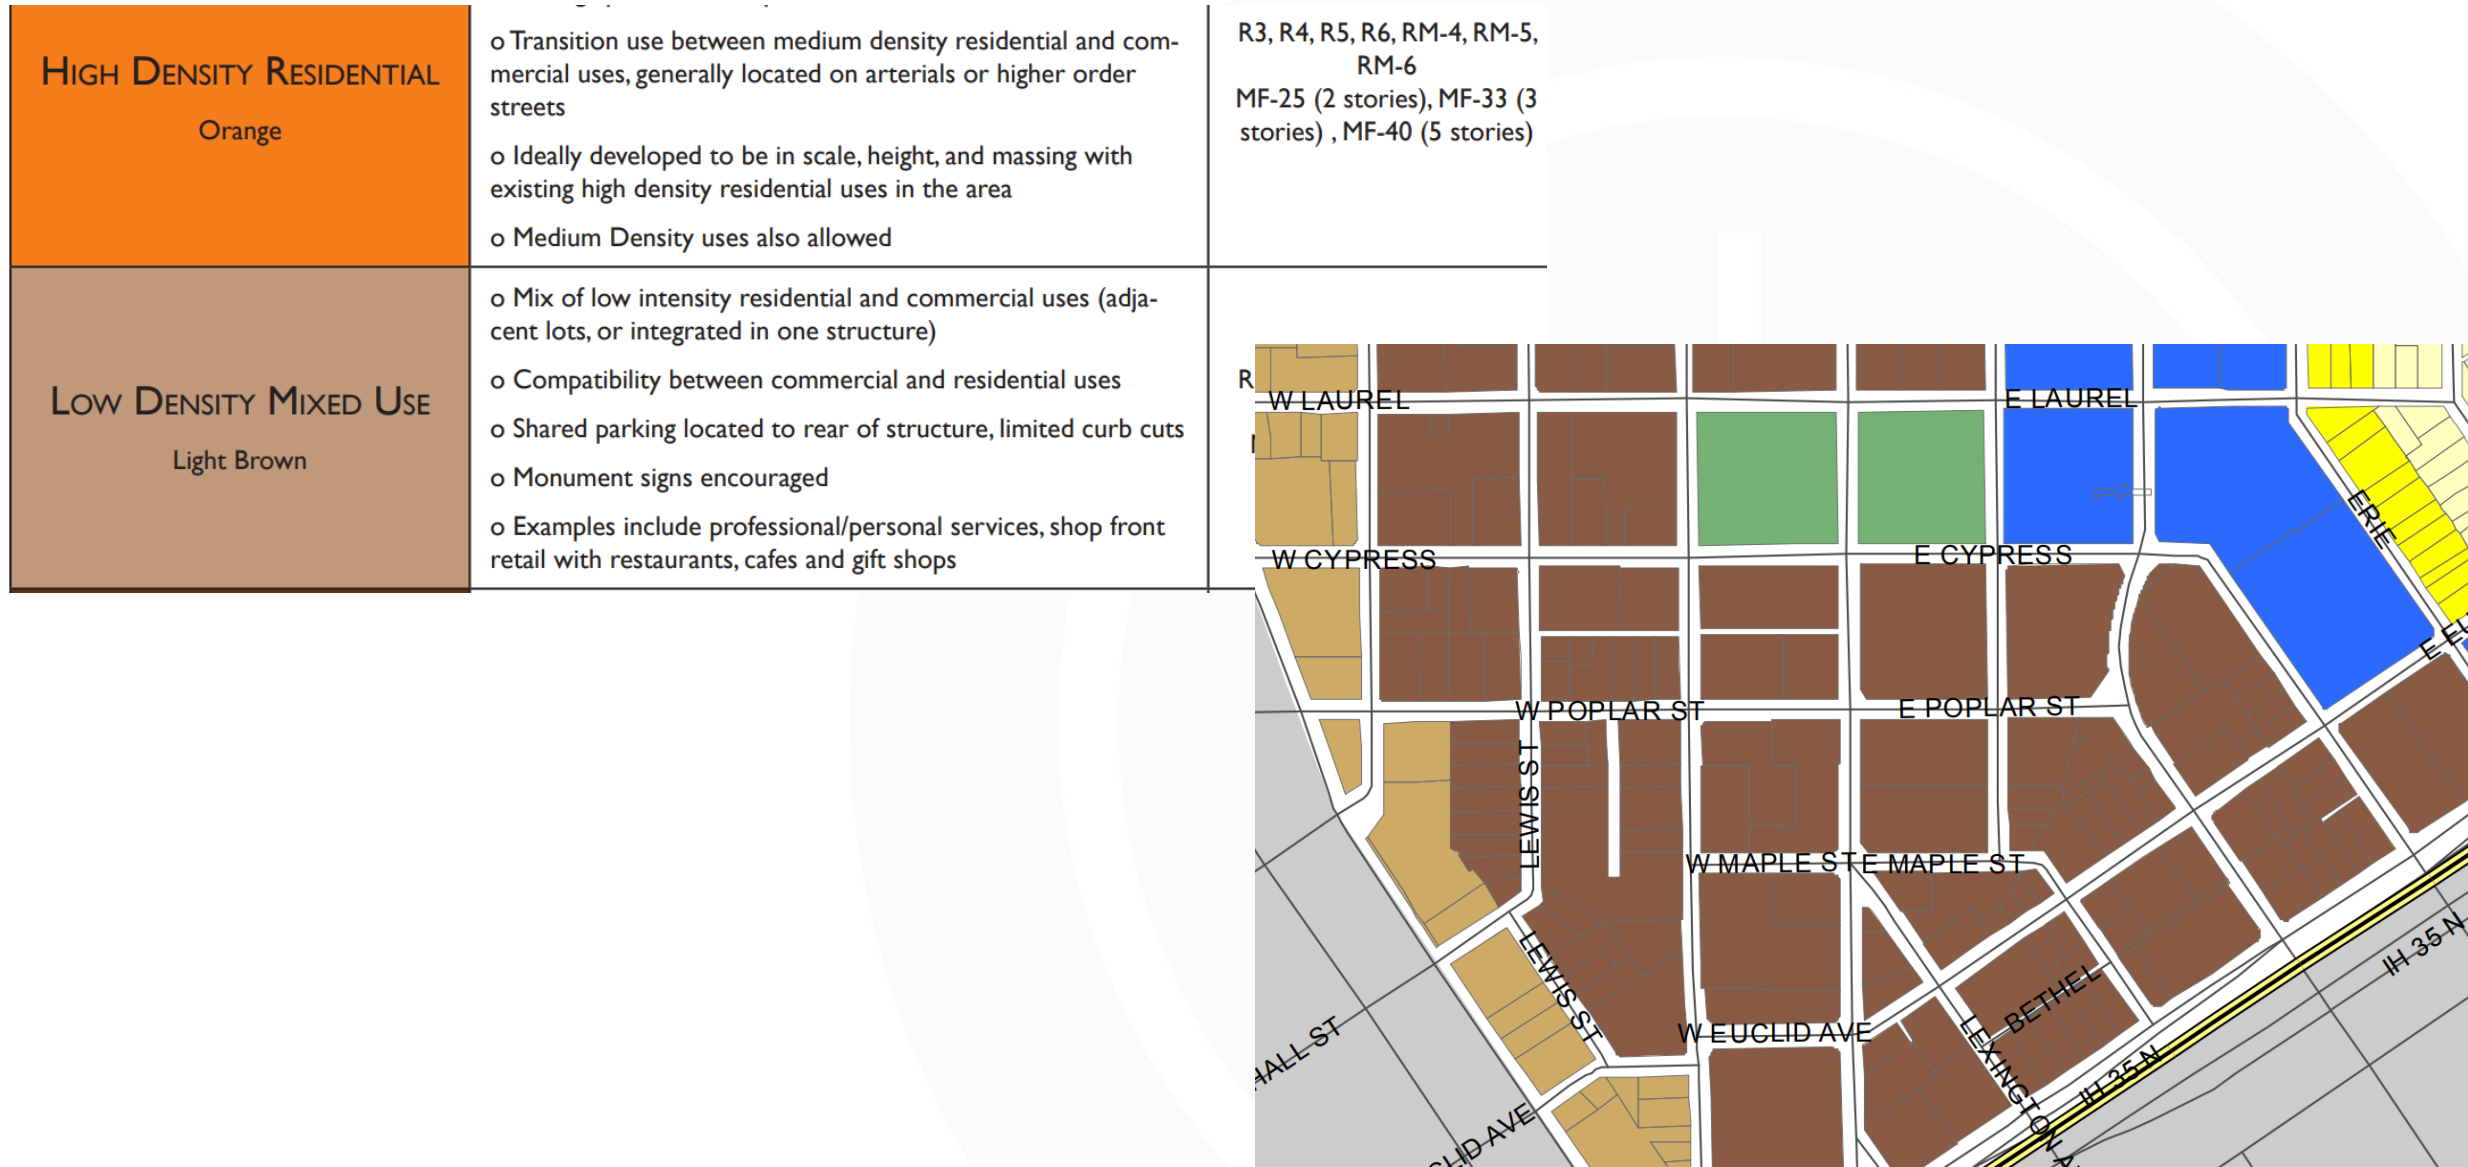 HIGH DENSITY RESIDENTIAL
Orange
o Transition use between medium density residential and com-
mercial uses, generally located on arterials or higher order
streets
o Ideally developed to be in scale, height, and massing with
existing high density residential uses in the area
o Medium Density uses also allowed
R3, R4, R5, R6, RM-4, RM-5,
RM-6
MF-25 (2 stories), MF-33 (3
stories) , MF-40 (5 stories)
LOW DENSITY MIXED USE
Light Brown
o Mix of low intensity residential and commercial uses (adja-
cent lots, or integrated in one structure)
o Compatibility between commercial and residential uses
o Shared parking located to rear of structure, limited curb cuts
o Monument signs encouraged
o Examples include professional/personal services, shop front
retail with restaurants, cafes and gift shops
R
W LAUREL
E LAUREL
ERIE
W CYPRESS
E CYPRESS
E EU
W POPLAR ST
E POPLAR ST
LEWIS ST
W MAPLE ST
E MAPLE ST
LEWIS ST
IH 35 N
BETHEL
HALL ST
W EUCLID AVE
LEXINGTON A
IH 35 N
CLID AVE